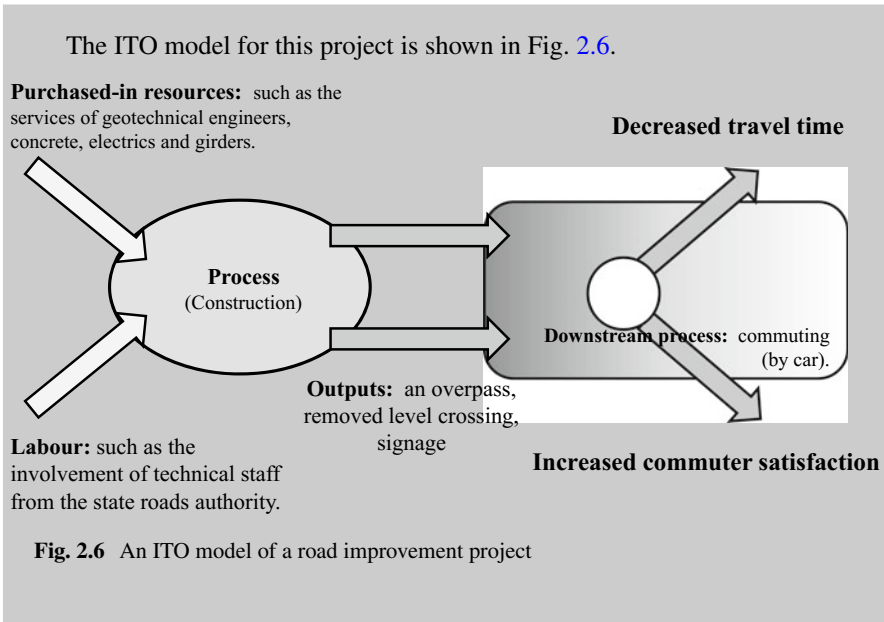 The ITO model for this project is shown in Fig. 2.6.
Purchased-in resources: such as the
services of geotechnical engineers,
concrete, electrics and girders.
Decreased travel time
Process
(Construction)
Downstream process: commuting
(by car).
Outputs: an overpass,
removed level crossing,
signage
Labour: such as the
involvement of technical staff
from the state roads authority.
Increased commuter satisfaction
Fig. 2.6 An ITO model of a road improvement project